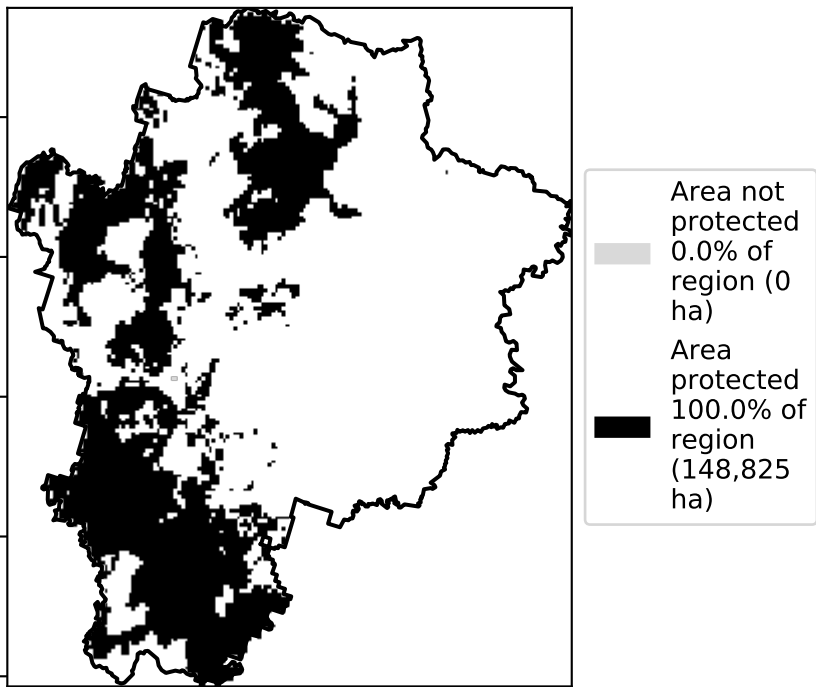 Area not
protected
0.0% of
region (0
ha)
Area
protected
100.0% of
region
(148,825
ha)